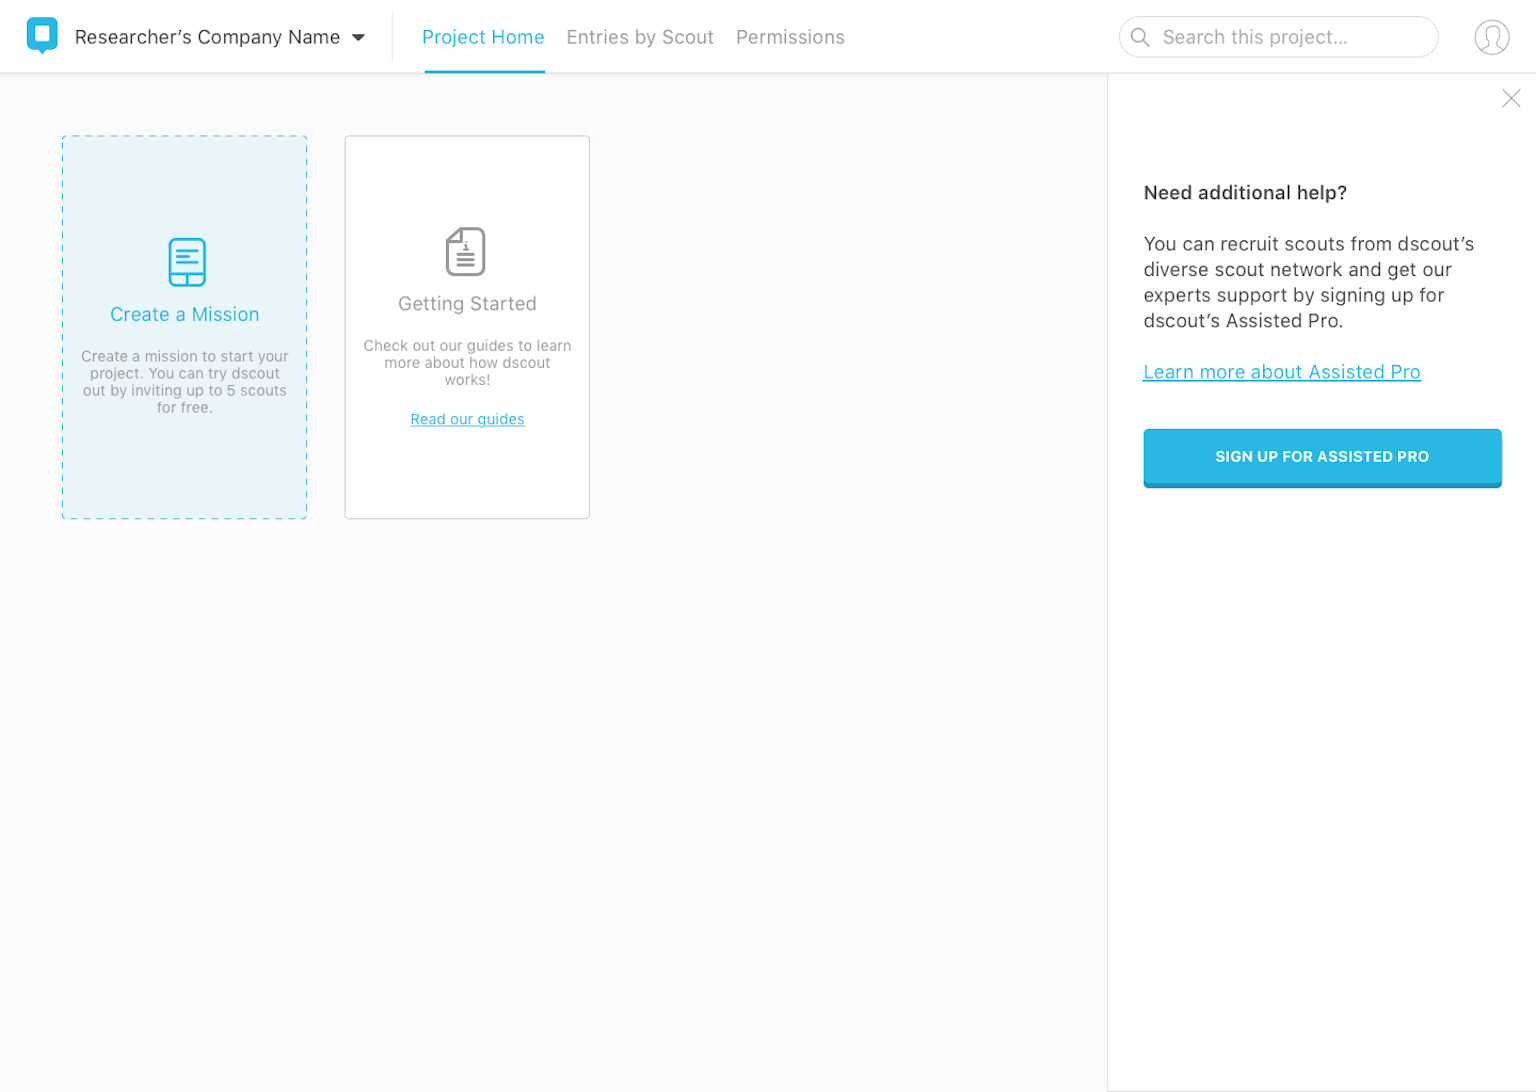 Researcher’s Company Name
Project Home
Entries by Scout
Permissions
Search this project...
Create a Mission
Create a mission to start your
project. You can try dscout
out by inviting up to 5 scouts
for free.
Getting Started
Check out our guides to learn
more about how dscout
works!
Read our guides
Need additional help?
You can recruit scouts from dscout’s
diverse scout network and get our
experts support by signing up for
dscout’s Assisted Pro.
Learn more about Assisted Pro
SIGN UP FOR ASSISTED PRO